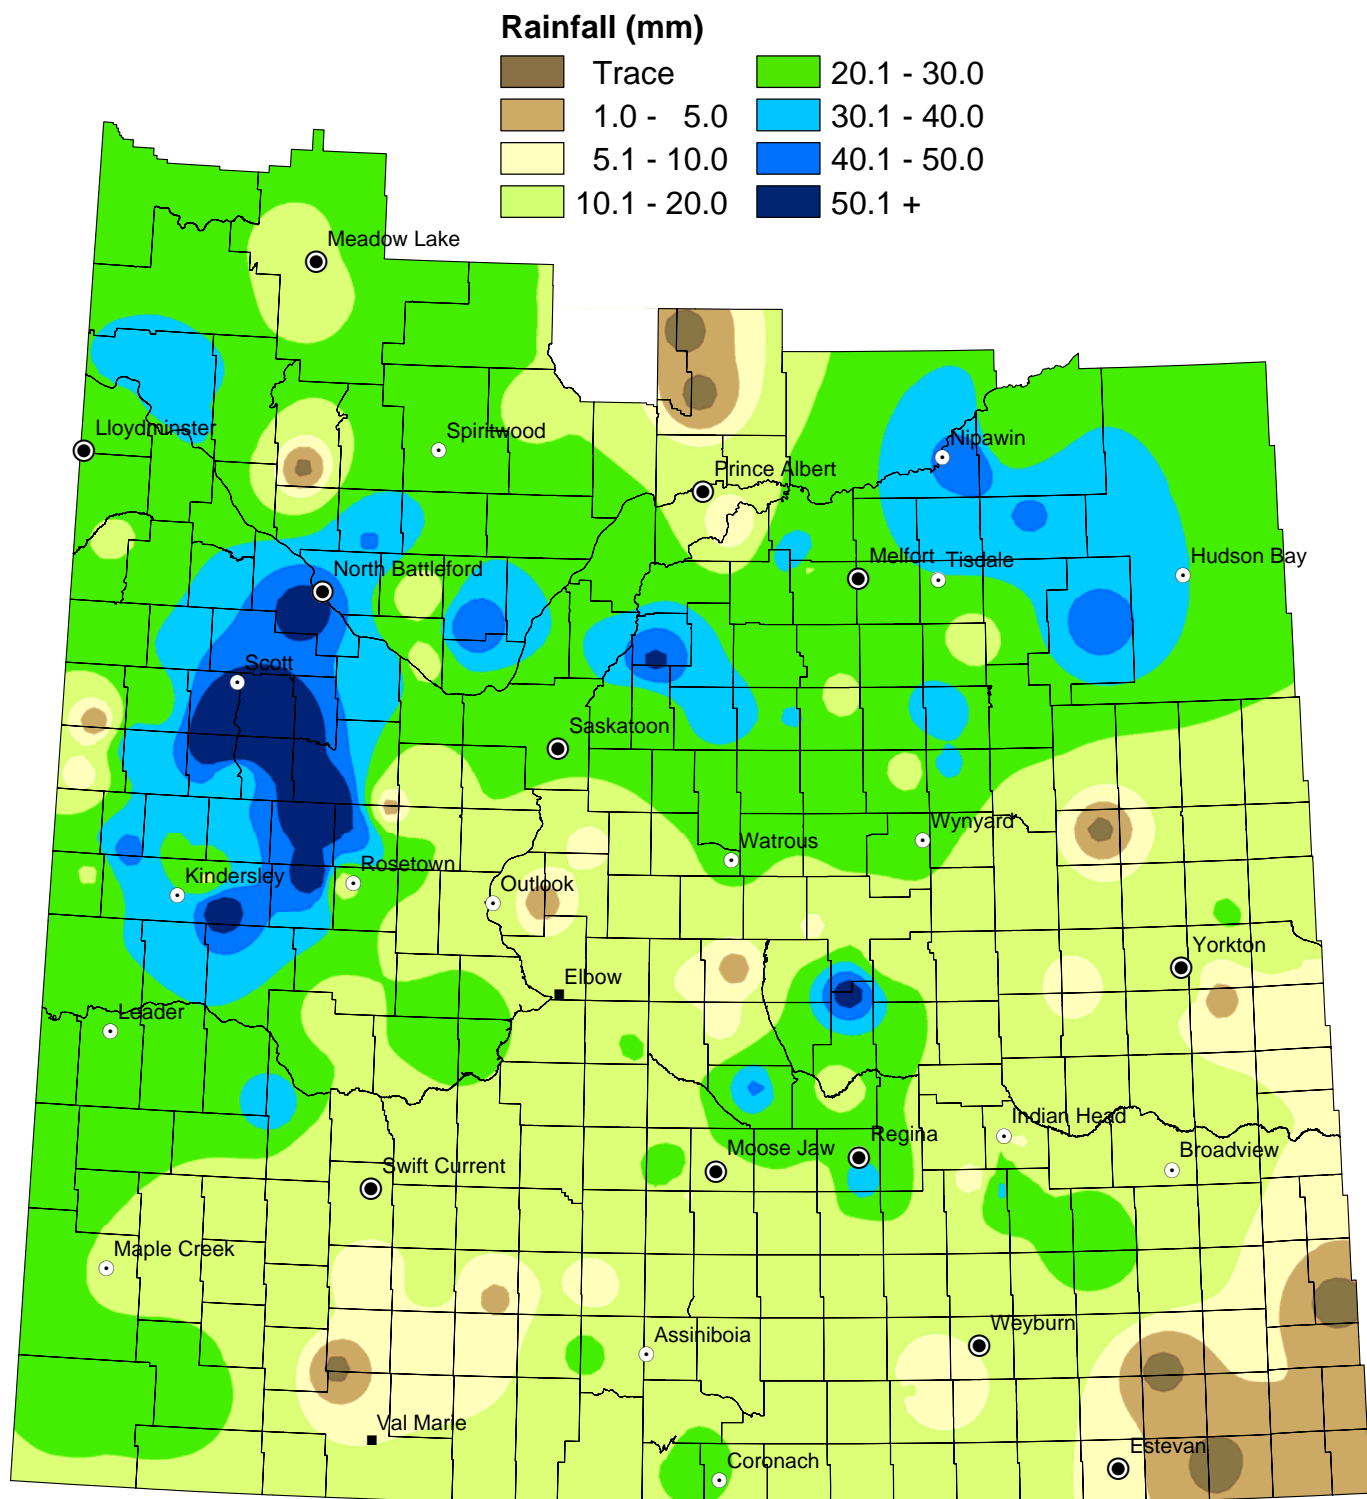 Rainfall (mm)
Trace
1.0 - 5.0
5.1 - 10.0
10.1 - 20.0
20.1 - 30.0
30.1 - 40.0
40.1 - 50.0
50.1 +
Meadow Lake
Lloydminster
Spiritwood
Nipawin
Prince Albert
North Battleford
Melfort
Tisdale
Hudson Bay
Scott
Saskatoon
Watrous
Wynyard
Rosetown
Kindersley
Outlook
Yorkton
Elbow
Leader
Indian Head
Regina
Moose Jaw
Broadview
Swift Current
Maple Creek
Weyburn
Assiniboia
Val Marie
Estevan
Coronach